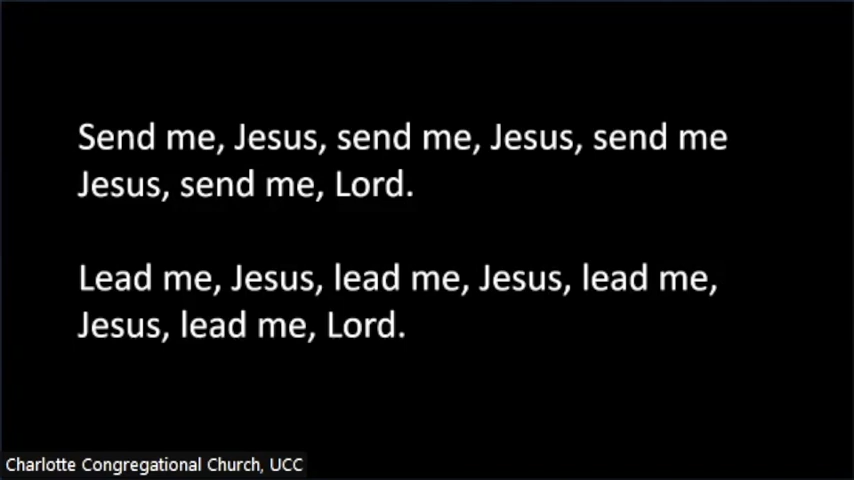 Send me, Jesus, send me, Jesus, send me
Jesus, send me, Lord.
Lead me, Jesus, lead me, Jesus, lead me,
Jesus, lead me, Lord.
Charlotte Congregational Church, UCC